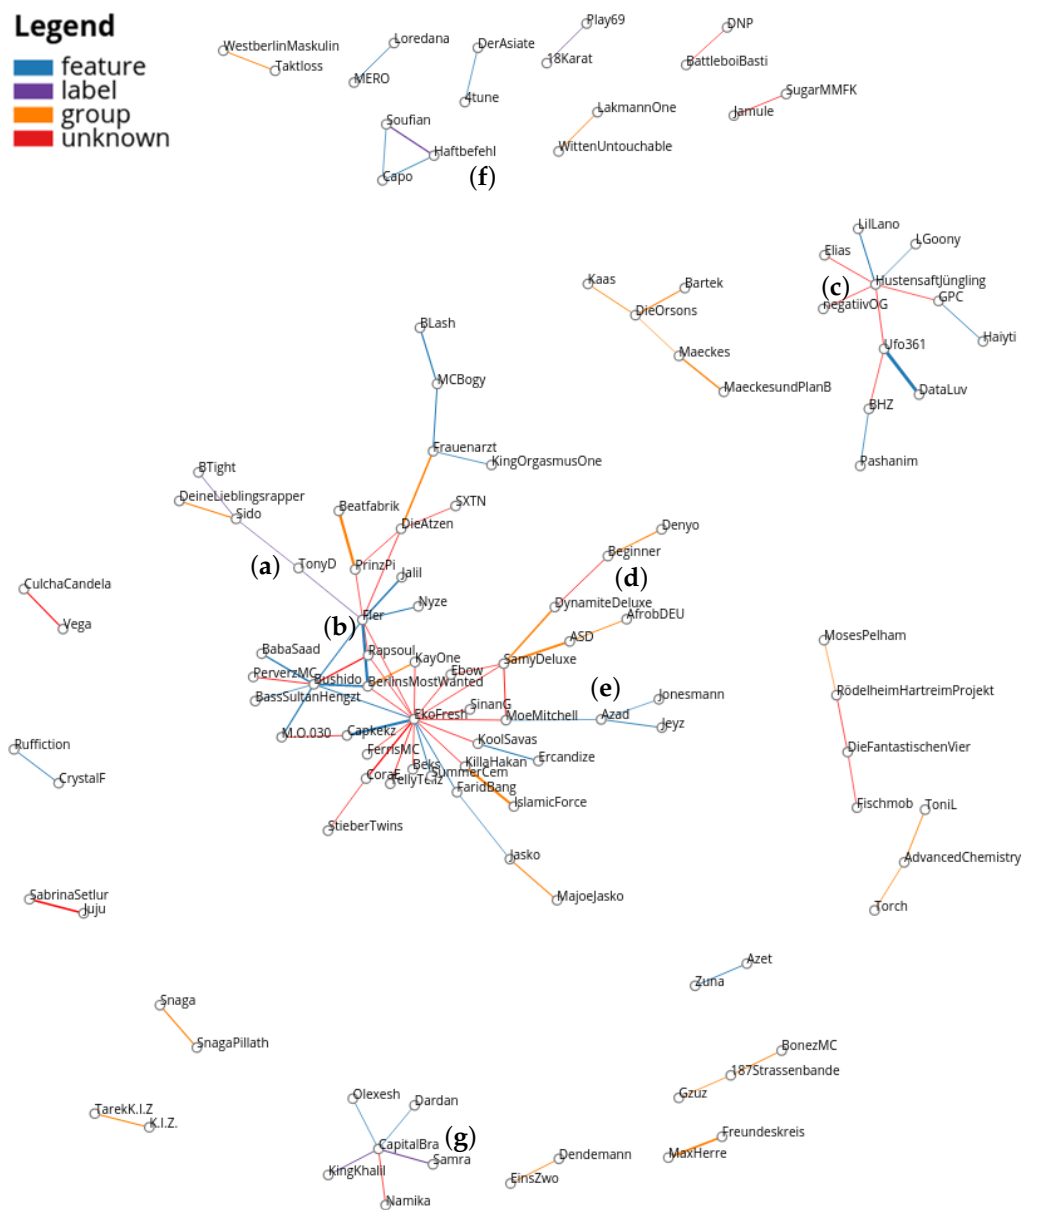 Legend
feature
label
group
unknown
WestberlinMaskulin
Taktloss
Loredana
MERO
DerAsiate
4tune
Play69
18Karat
DNP
BattleboiBasti
SugarMMFK
Jamule
LakmannOne
WittenUntouchable
Soufian
Haftbefehl
Capo
(f)
LilLano
LGoony
Elias
HustensaftJüngling
(c)
negatiivOG
GPC
Haiyti
Ufo361
DataLuv
BHZ
Pashanim
Kaas
Bartek
DieOrsons
Maeckes
MaeckesundPlanB
BLash
MCBogy
Frauenarzt
KingOrgasmusOne
BTight
DeineLieblingsrapper
Sido
Beatfabrik
SXTN
DieAtzen
(a)
TonyD
PrinzPi
Jalil
Nyze
Fler
(b)
Denyo
Beginner
(d)
DynamiteDeluxe
AfrobDEU
ASD
SamyDeluxe
CulchaCandela
Vega
BabaSaad
Rapsoul
KayOne
PerverzMC
Bushido
BerlinsMostWanted
Ebow
BassSultanHengzt
SinanG
(e)
EkoFresh
MoeMitchell
Azad
Jonesmann
Jeyz
M.O.030
Capkekz
FerrisMC
KoolSavas
Ercandize
Beks
KillaHakan
CoraE
TellyTellz
SummerCem
FaridBang
IslamicForce
StieberTwins
Jasko
MajoeJasko
MosesPelham
RödelheimHartreimProjekt
DieFantastischenVier
Fischmob
ToniL
AdvancedChemistry
Torch
Ruffiction
CrystalF
SabrinaSetlur
Juju
Azet
Zuna
Snaga
SnagaPillath
BonezMC
187Strassenbande
Gzuz
TarekK.I.Z
K.I.Z.
Olexesh
Dardan
CapitalBra
(g)
Samra
KingKhalil
Namika
Freundeskreis
MaxHerre
Dendemann
EinsZwo